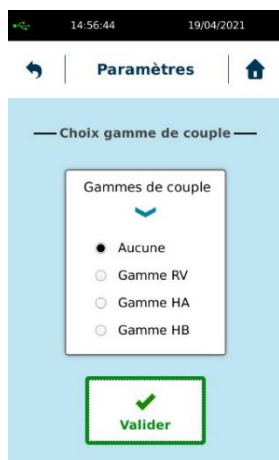 14:56:44 19/04/2021
Paramètres
Choix gamme de couple
Gammes de couple
Aucune
Gamme RV
Gamme HA
Gamme HB
Valider